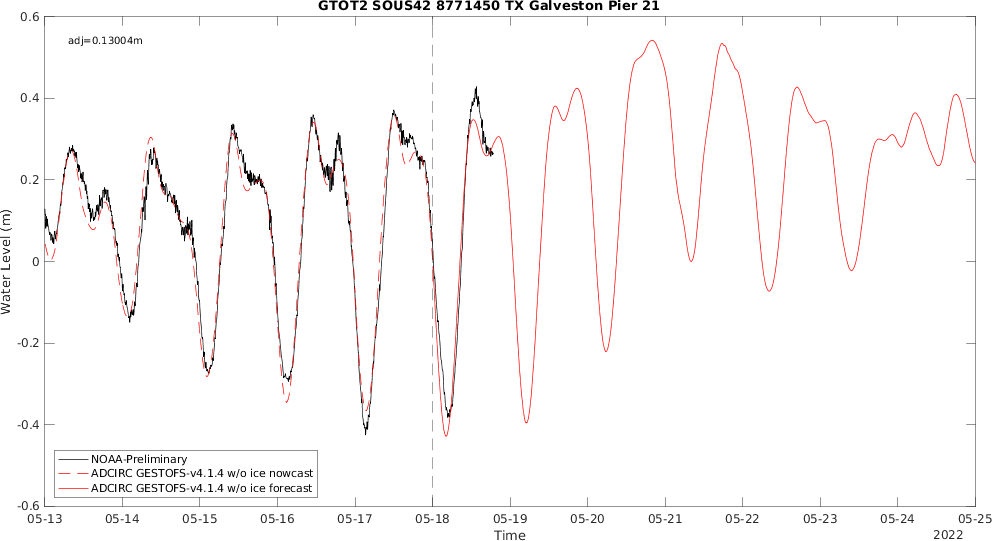 GTOT2 SOUS42 8771450 TX Galveston Pier 21
adj=0.13004m
Water Level (m)
0.6
0.4
0.2
0
-0.2
-0.4
-0.6
NOAA-Preliminary
ADCIRC GESTOFS-v4.1.4 w/o ice nowcast
ADCIRC GESTOFS-v4.1.4 w/o ice forecast
05-13 05-14 05-15 05-16 05-17 05-18 05-19 05-20 05-21 05-22 05-23 05-24 05-25
Time
2022